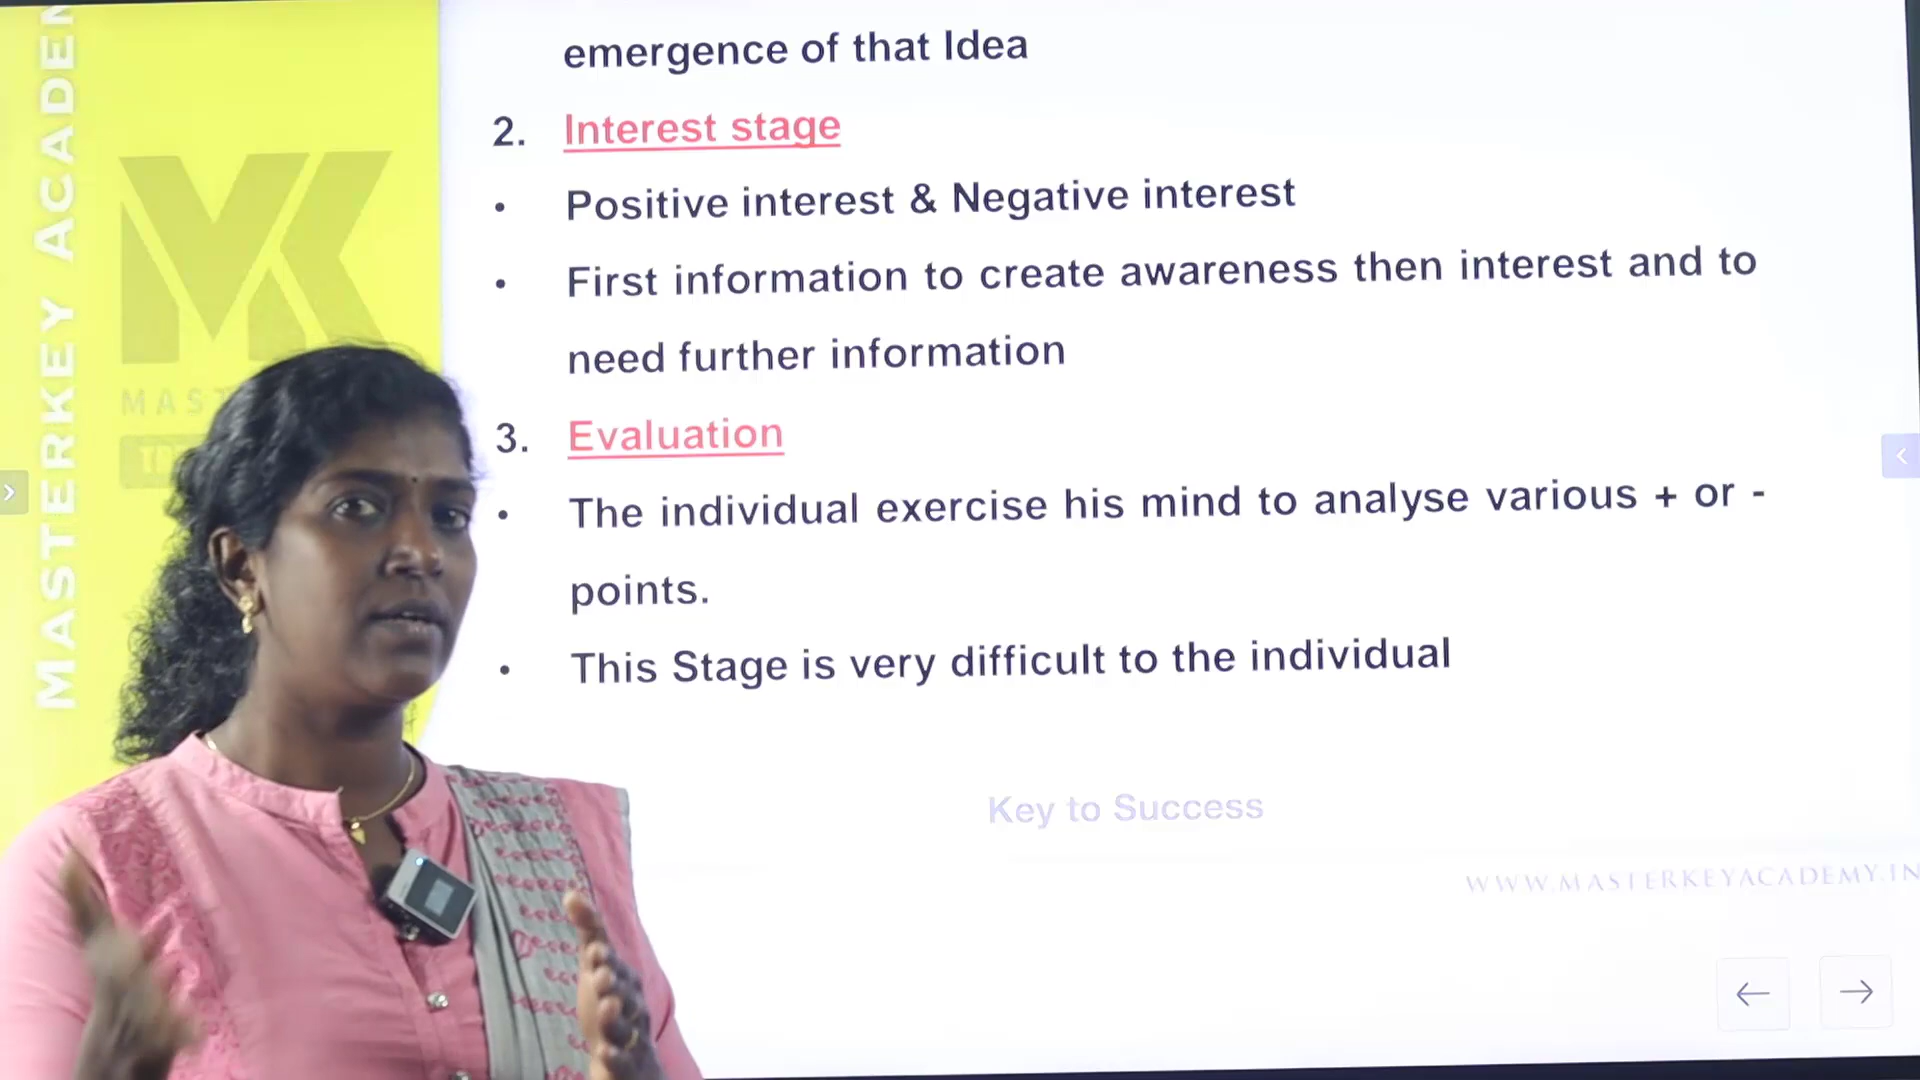 emergence of that Idea
2. Interest stage
• Positive interest & Negative interest
• First information to create awareness then interest and to
need further information
3. Evaluation
• The individual exercise his mind to analyse various + or -
points.
• This Stage is very difficult to the individual
Key to Success
WWW.MASTERKEYACADEMY.IN
MASTERKEY ACADEM
MK
MAST